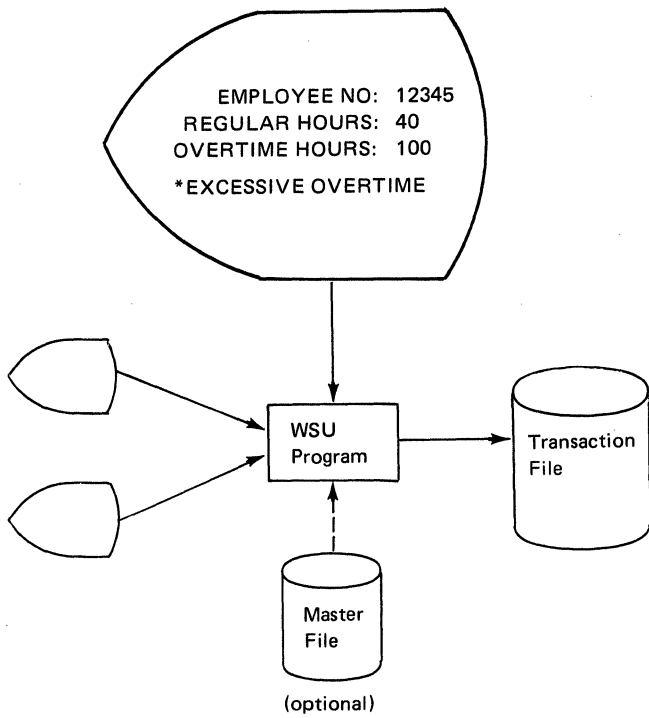 EMPLOYEE NO: 12345
REGULAR HOURS: 40
OVERTIME HOURS: 100
*EXCESSIVE OVERTIME
WSU
Program
Transaction
File
Master
File
(optional)